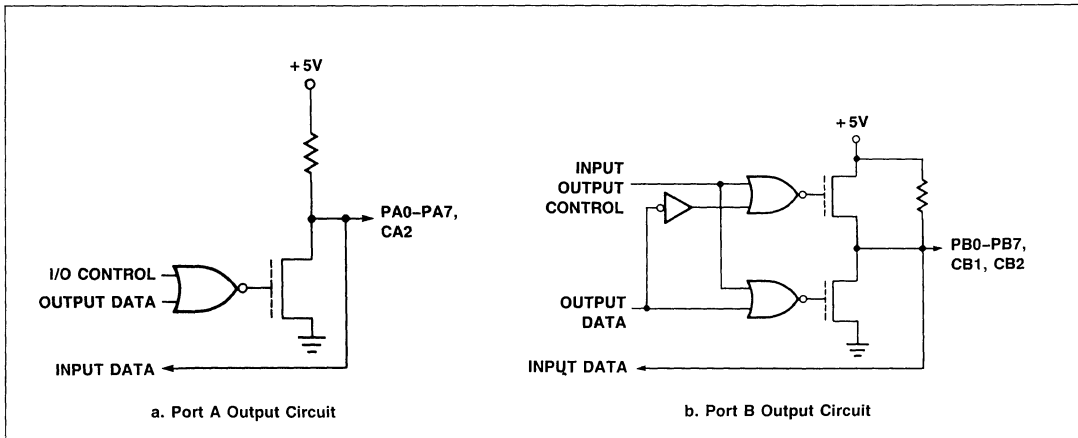 +5V
PA0–PA7,
CA2
I/O CONTROL
OUTPUT DATA
INPUT DATA
a. Port A Output Circuit
+5V
INPUT
OUTPUT
CONTROL
PB0–PB7,
CB1, CB2
OUTPUT
DATA
INPUT DATA
b. Port B Output Circuit